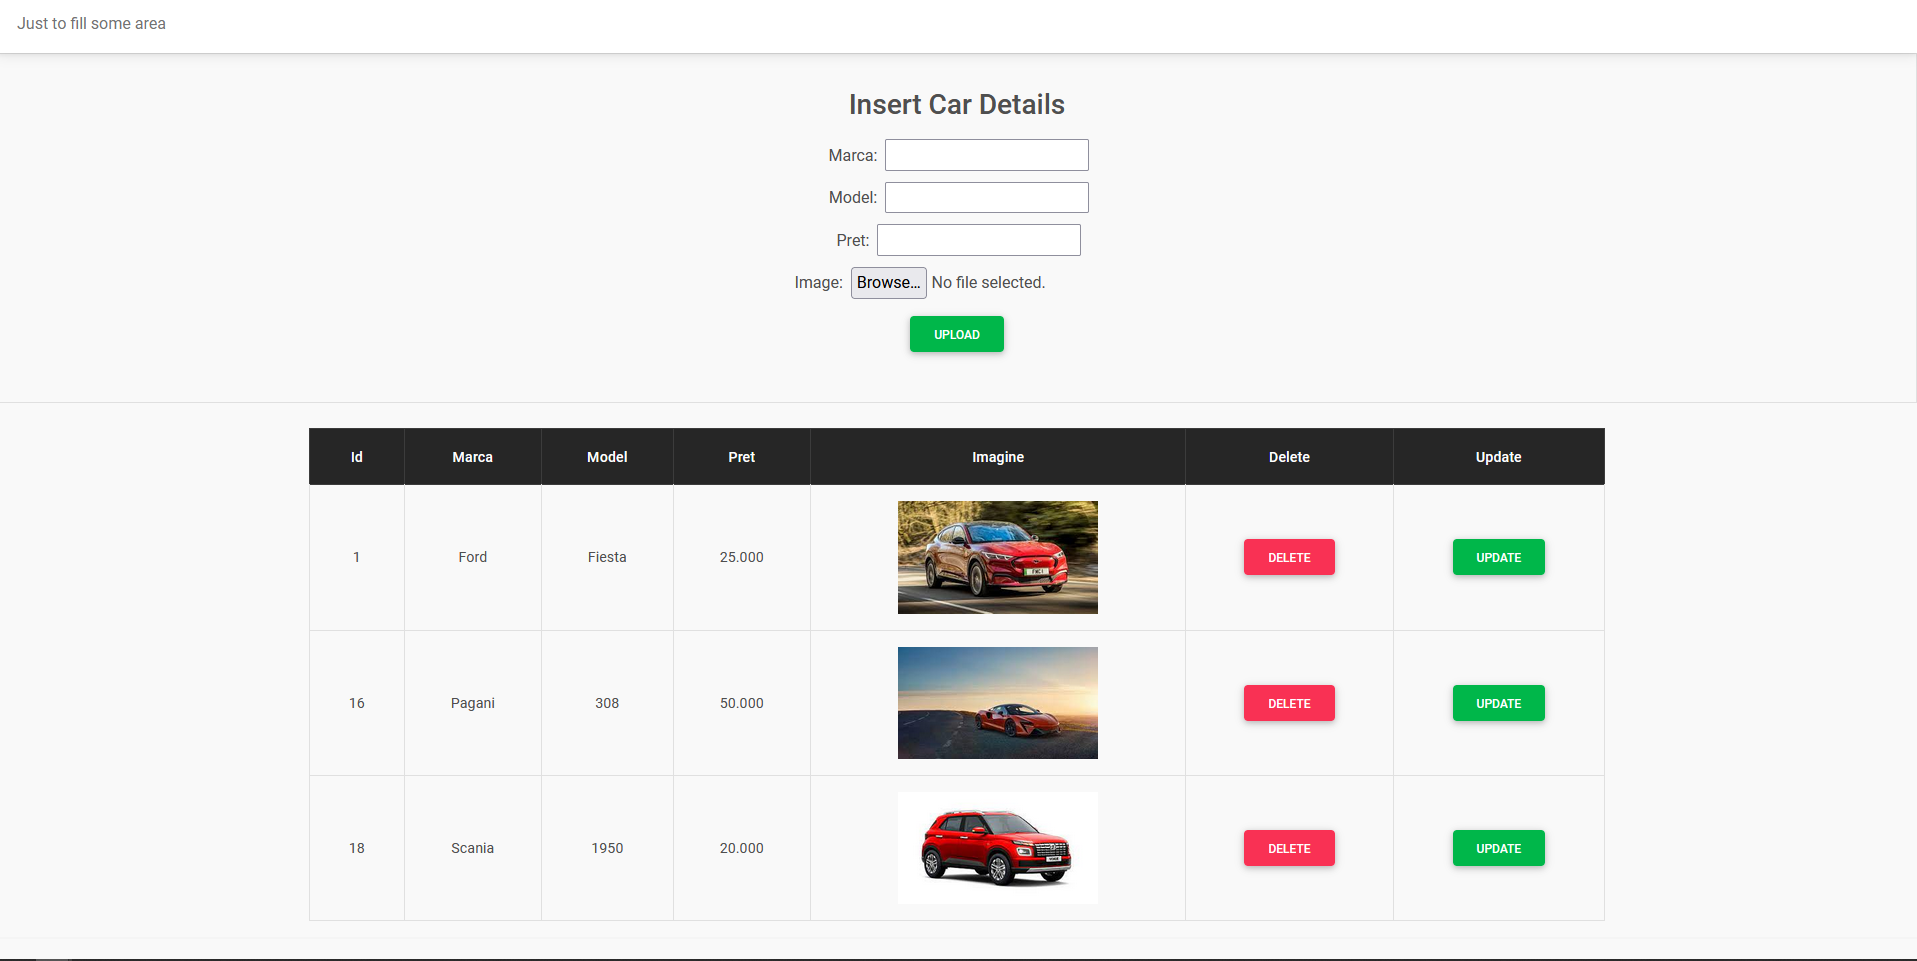 Just to fill some area
Insert Car Details
Marca:
Model:
Pret:
Image: Browse... No file selected.
UPLOAD
Id Marca Model Pret Imagine Delete Update
1 Ford Fiesta 25.000 DELETE UPDATE
16 Pagani 308 50.000 DELETE UPDATE
18 Scania 1950 20.000 DELETE UPDATE